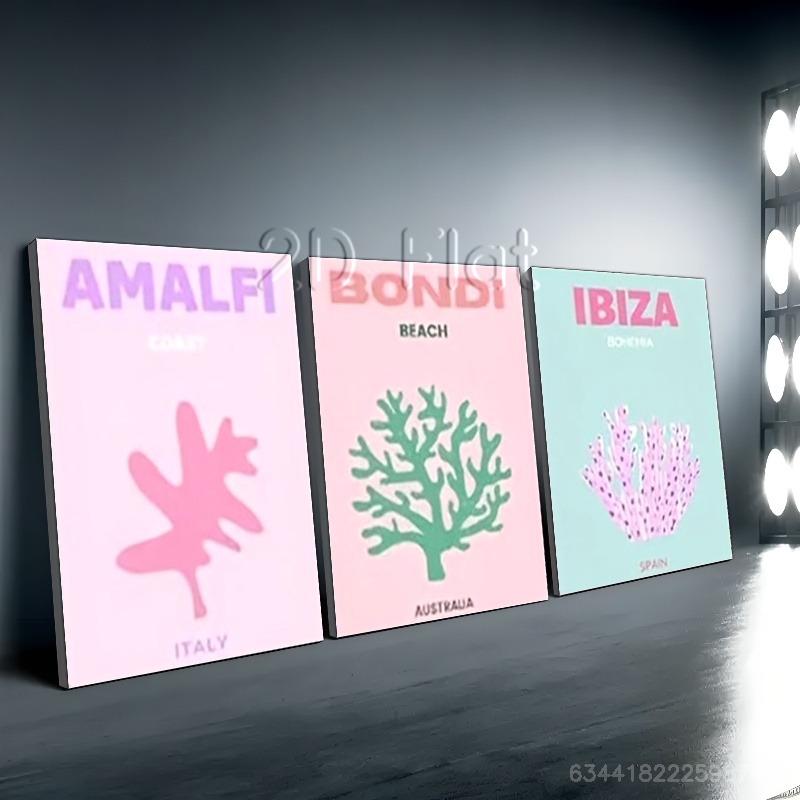 2D Flat
AMALFI
COAST
ITALY
BONDI
BEACH
AUSTRALIA
IBIZA
BOHEMIA
SPAIN